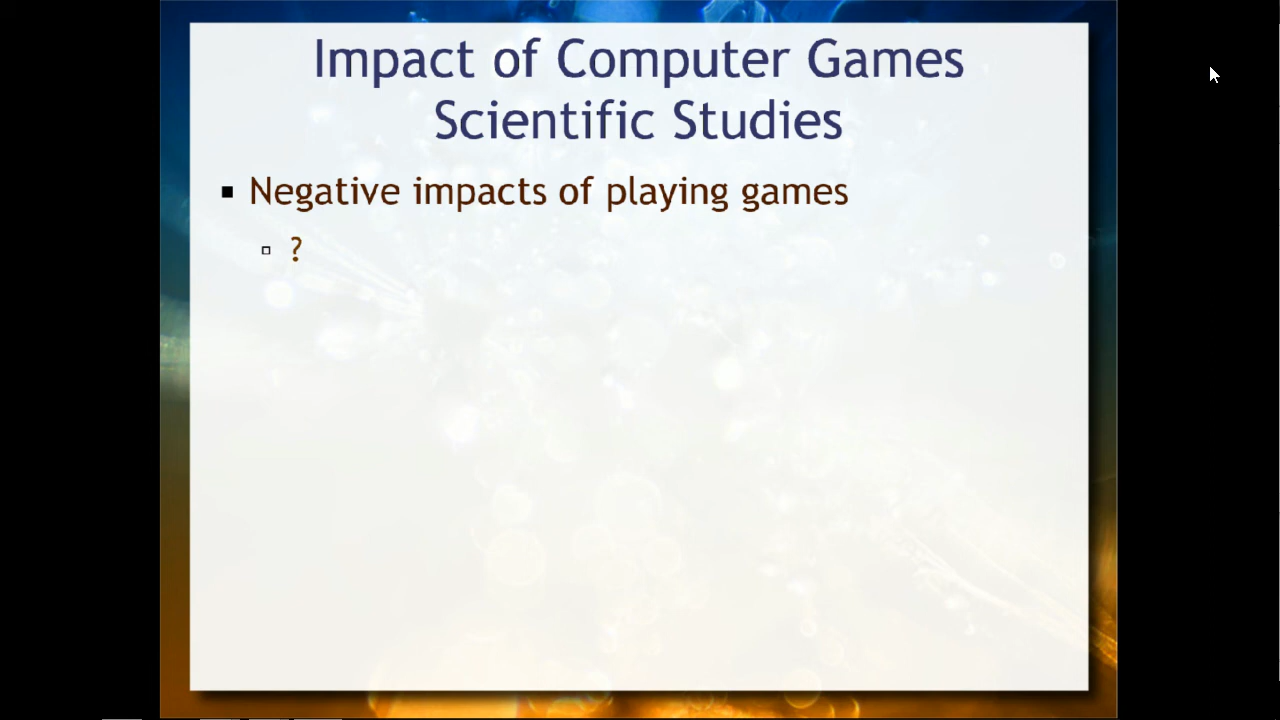 Impact of Computer Games
Scientific Studies
Negative impacts of playing games
?